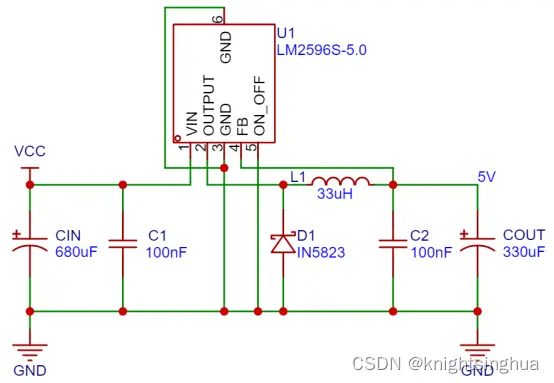 U1
LM2596S-5.0
6
GND
VIN
OUTPUT
GND
FB
ON_OFF
1
2
3
4
5
VCC
L1
33uH
5V
CIN
680uF
C1
100nF
D1
IN5823
C2
100nF
COUT
330uF
GND
GND
CSDN @knightsinghua